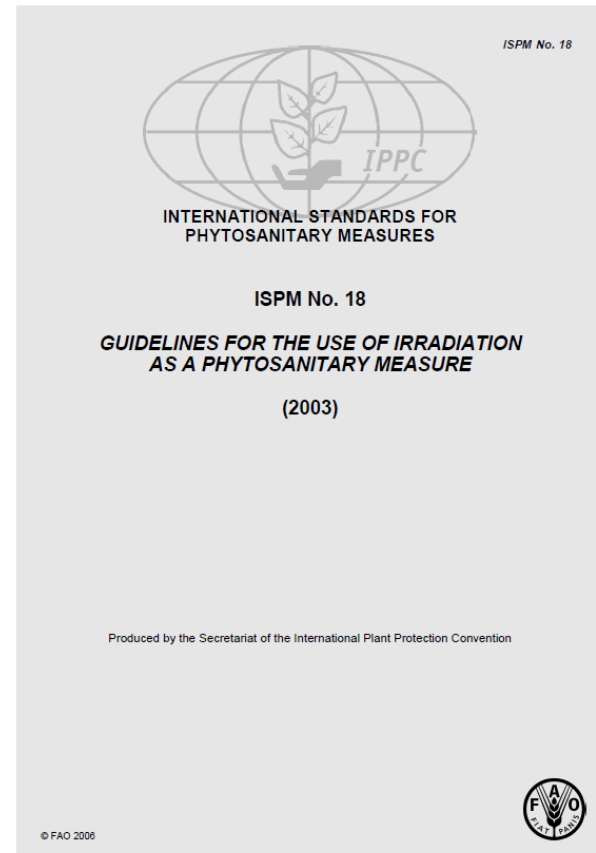 ISPM No. 18
IPPC
INTERNATIONAL STANDARDS FOR
PHYTOSANITARY MEASURES
ISPM No. 18
GUIDELINES FOR THE USE OF IRRADIATION
AS A PHYTOSANITARY MEASURE
(2003)
Produced by the Secretariat of the International Plant Protection Convention
F A O
FIAT PANIS
© FAO 2006